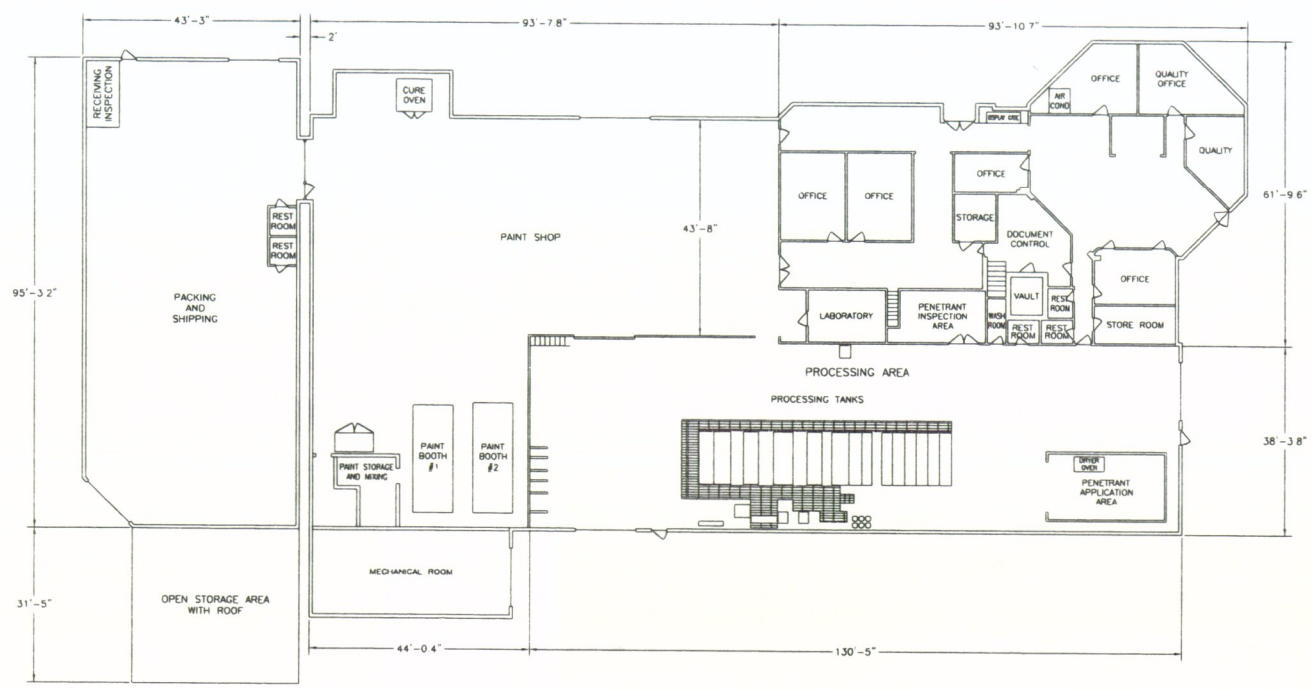 43'-3"
93'-7.8"
93'-10.7"
2'
RECEIVING
INSPECTION
CURE
OVEN
OFFICE
QUALITY
OFFICE
AIR
COND
DISPLAY CASE
QUALITY
OFFICE
OFFICE
OFFICE
STORAGE
61'-9.6"
REST
ROOM
REST
ROOM
PAINT SHOP
43'-8"
DOCUMENT
CONTROL
OFFICE
95'-3.2"
PACKING
AND
SHIPPING
LABORATORY
PENETRANT
INSPECTION
AREA
WASH
ROOM
VAULT
REST
ROOM
REST
ROOM
REST
ROOM
STORE ROOM
PROCESSING AREA
PROCESSING TANKS
38'-3.8"
PAINT STORAGE
AND MIXING
PAINT
BOOTH
#1
PAINT
BOOTH
#2
DRYER
OVEN
PENETRANT
APPLICATION
AREA
MECHANICAL ROOM
31'-5"
OPEN STORAGE AREA
WITH ROOF
44'-0.4"
130'-5"